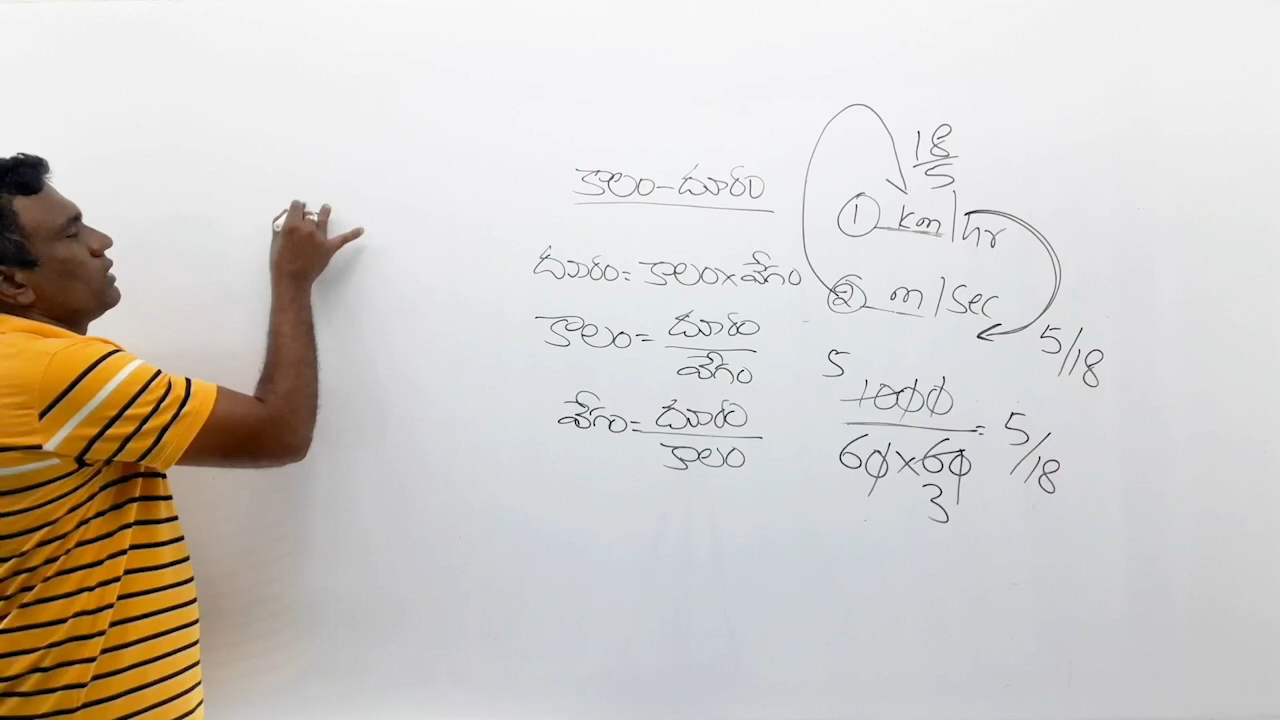 కాలం-దూరం
దూరం=కాలం×వేగం
కాలం=దూరం/వేగం
వేగం=దూరం/కాలం
18/5
① km/hr
② m/sec
5/18
5
1000/60×60=5/18
3